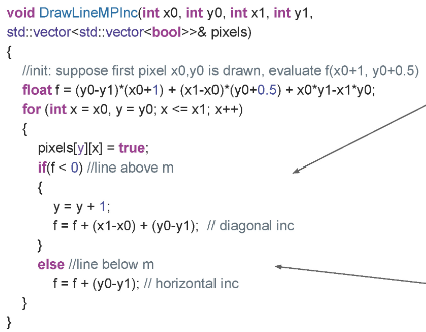 void DrawLineMPInc(int x0, int y0, int x1, int y1,
std::vector<std::vector<bool>>& pixels)
{
//init: suppose first pixel x0,y0 is drawn, evaluate f(x0+1, y0+0.5)
float f = (y0-y1)*(x0+1) + (x1-x0)*(y0+0.5) + x0*y1-x1*y0;
for (int x = x0, y = y0; x <= x1; x++)
{
pixels[y][x] = true;
if(f < 0) //line above m
{
y = y + 1;
f = f + (x1-x0) + (y0-y1); // diagonal inc
}
else //line below m
f = f + (y0-y1); // horizontal inc
}
}